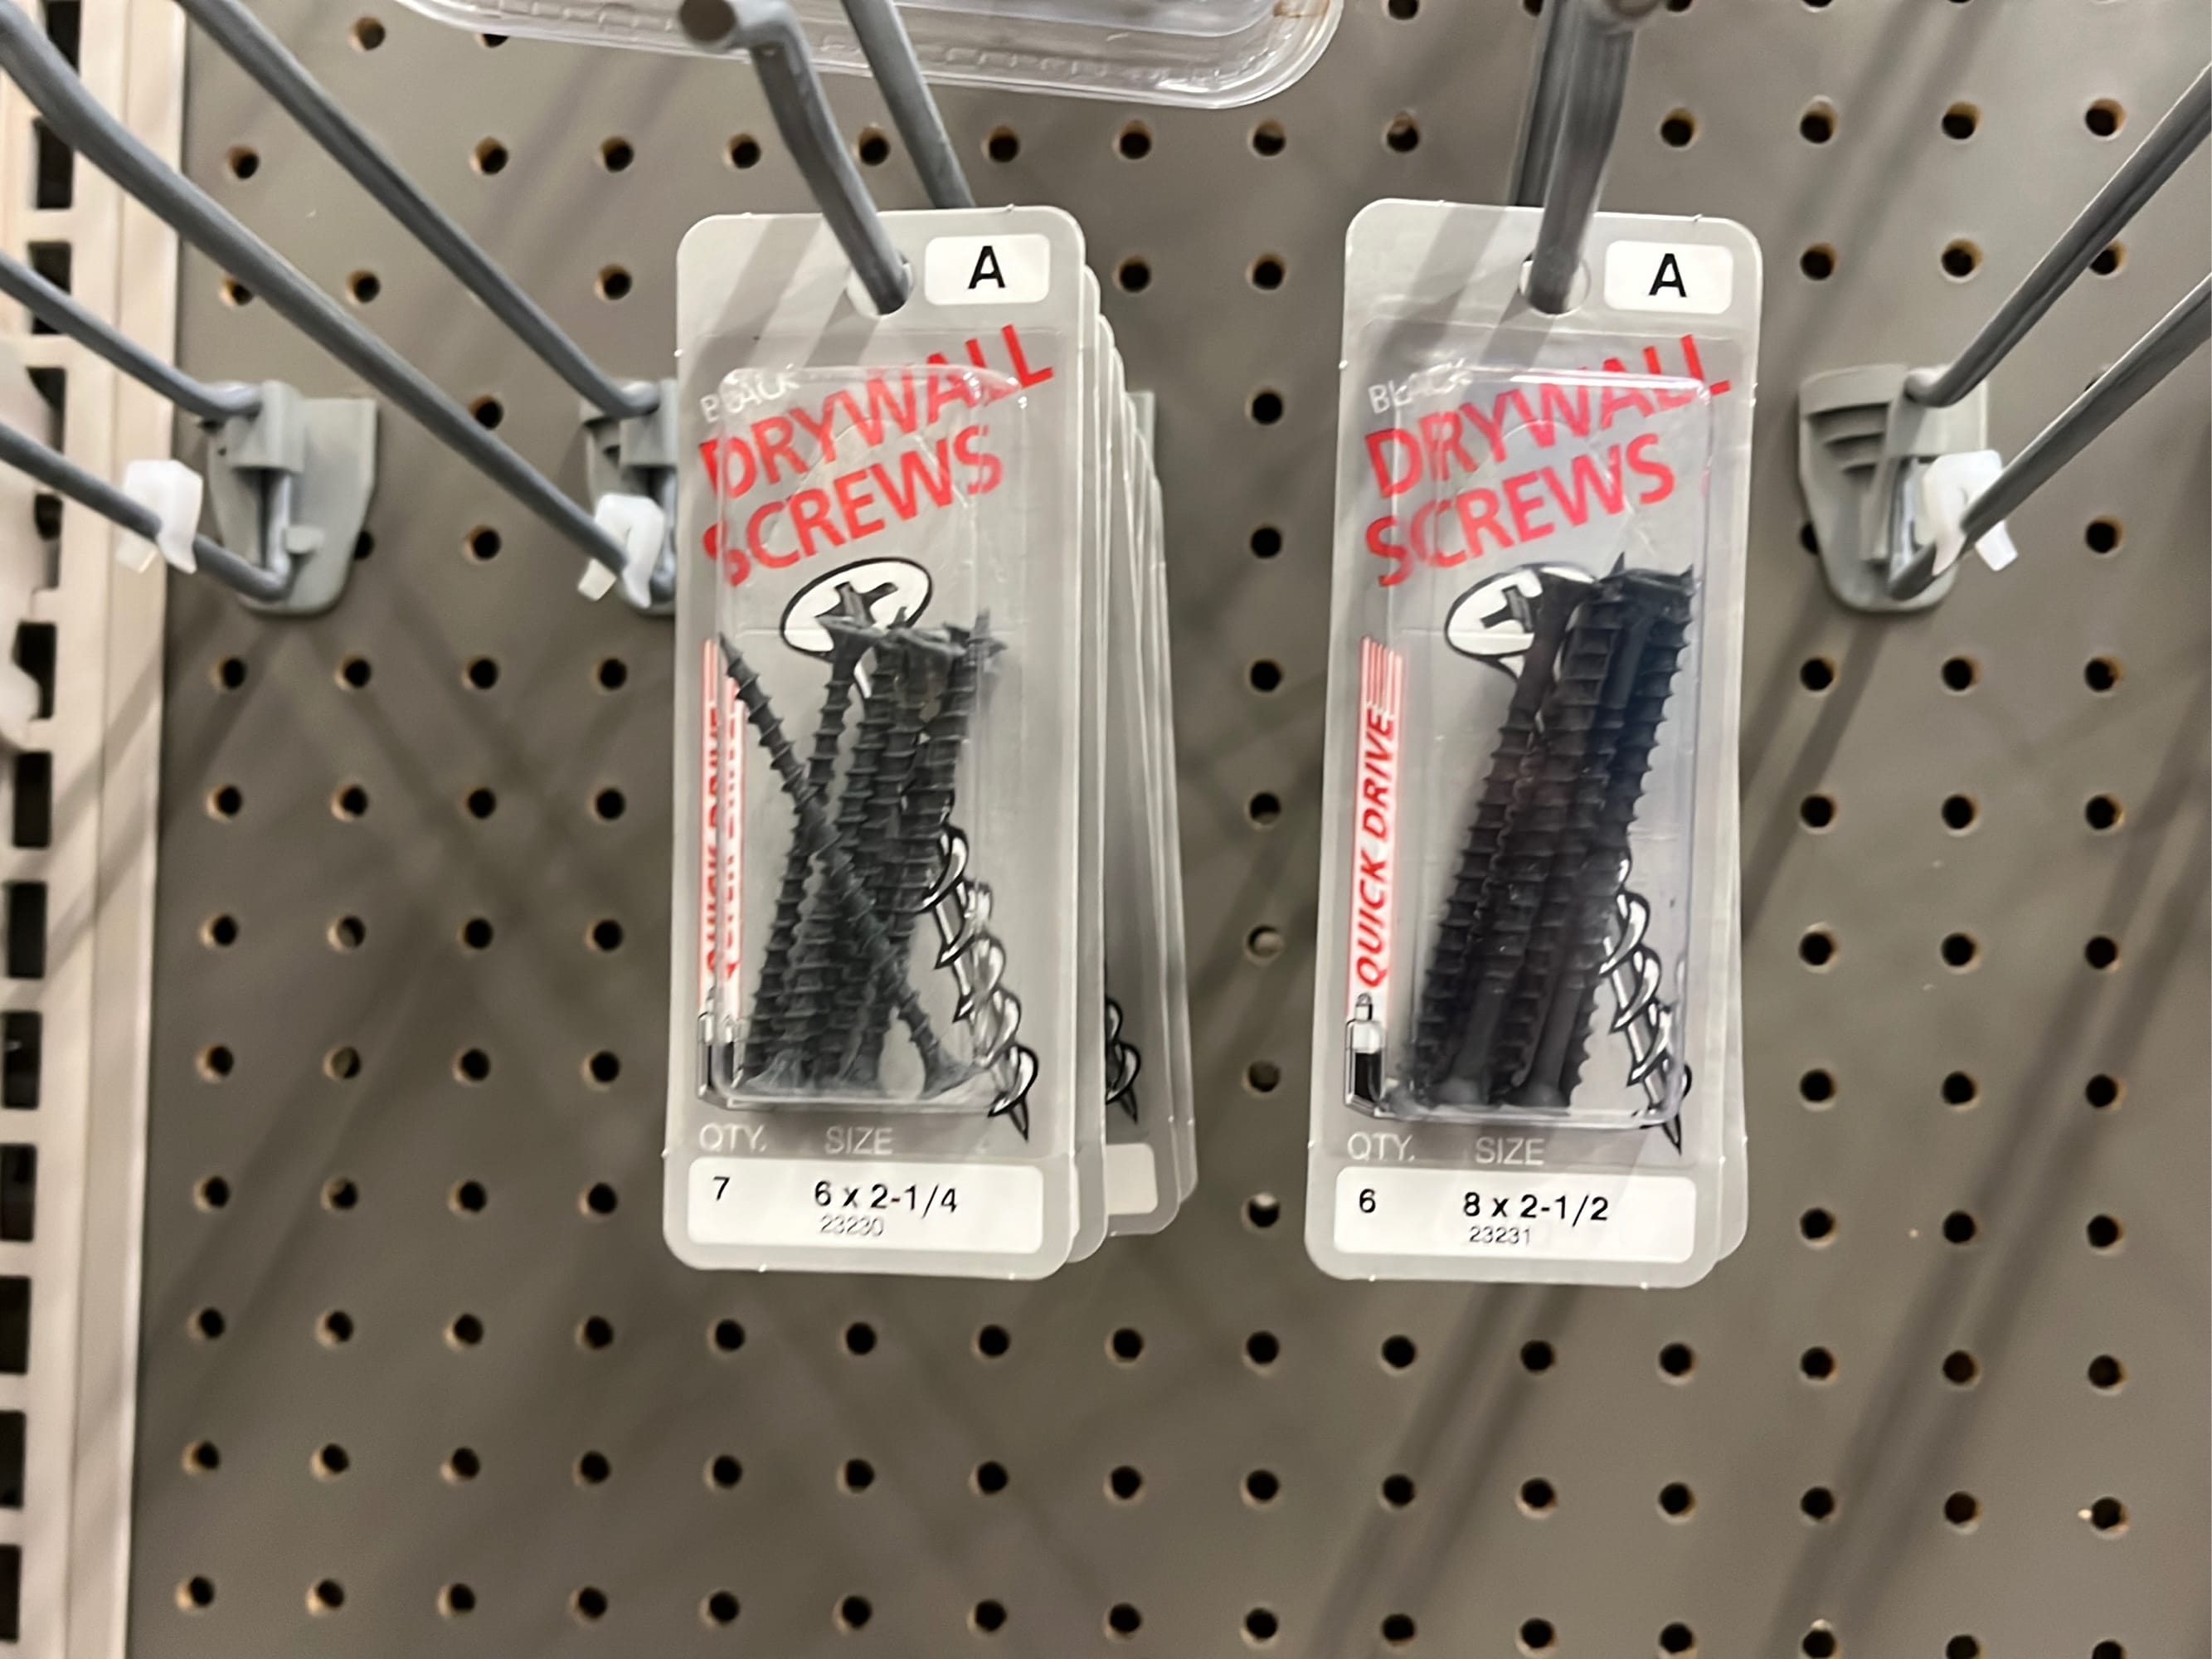 A
BLACK
DRYWALL
SCREWS
QUICK DRIVE
QTY. SIZE
7 6 x 2-1/4
23230
A
BLACK
DRYWALL
SCREWS
QUICK DRIVE
QTY. SIZE
6 8 x 2-1/2
23231